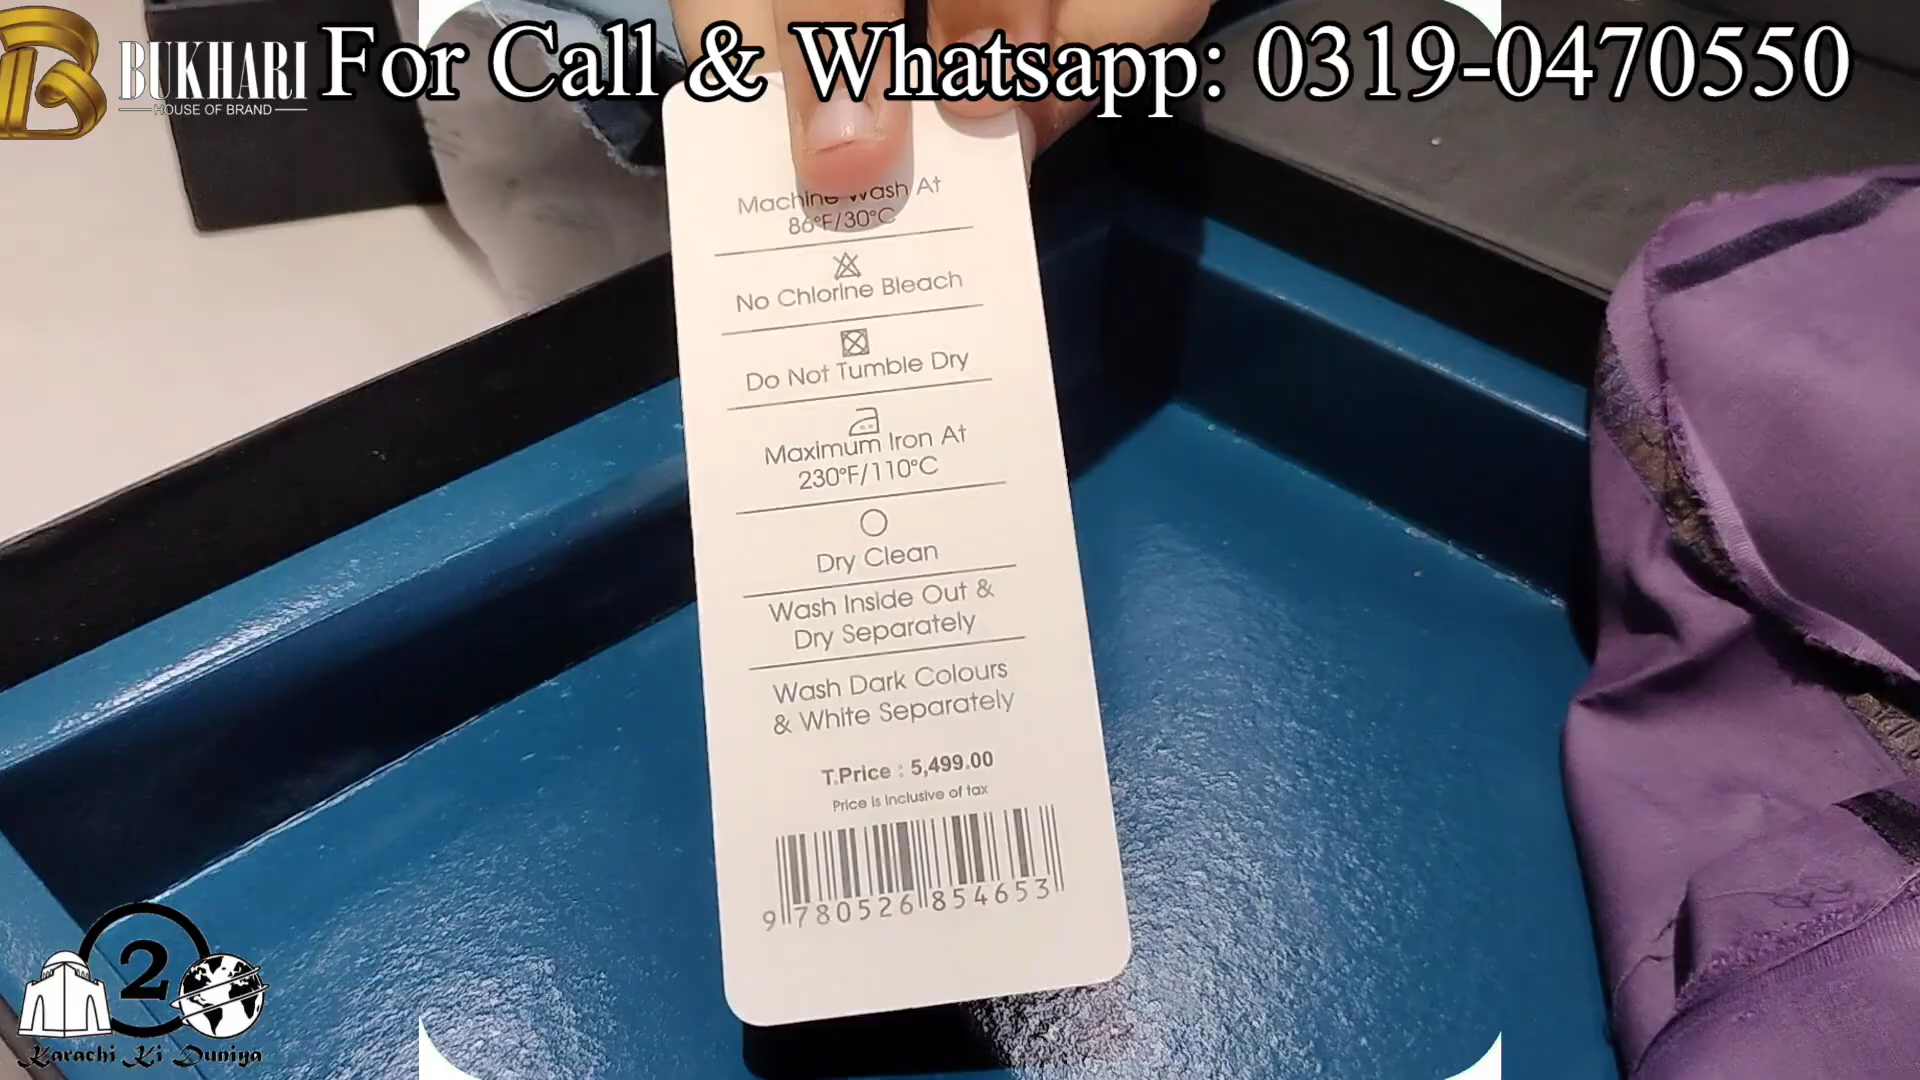 BUKHARI
HOUSE OF BRAND
For Call & Whatsapp: 0319-0470550
Machine Wash At
86°F/30°C
No Chlorine Bleach
Do Not Tumble Dry
Maximum Iron At
230°F/110°C
Dry Clean
Wash Inside Out &
Dry Separately
Wash Dark Colours
& White Separately
T.Price : 5,499.00
Price is inclusive of tax
9 780526 854653
2
Karachi Ki Duniya